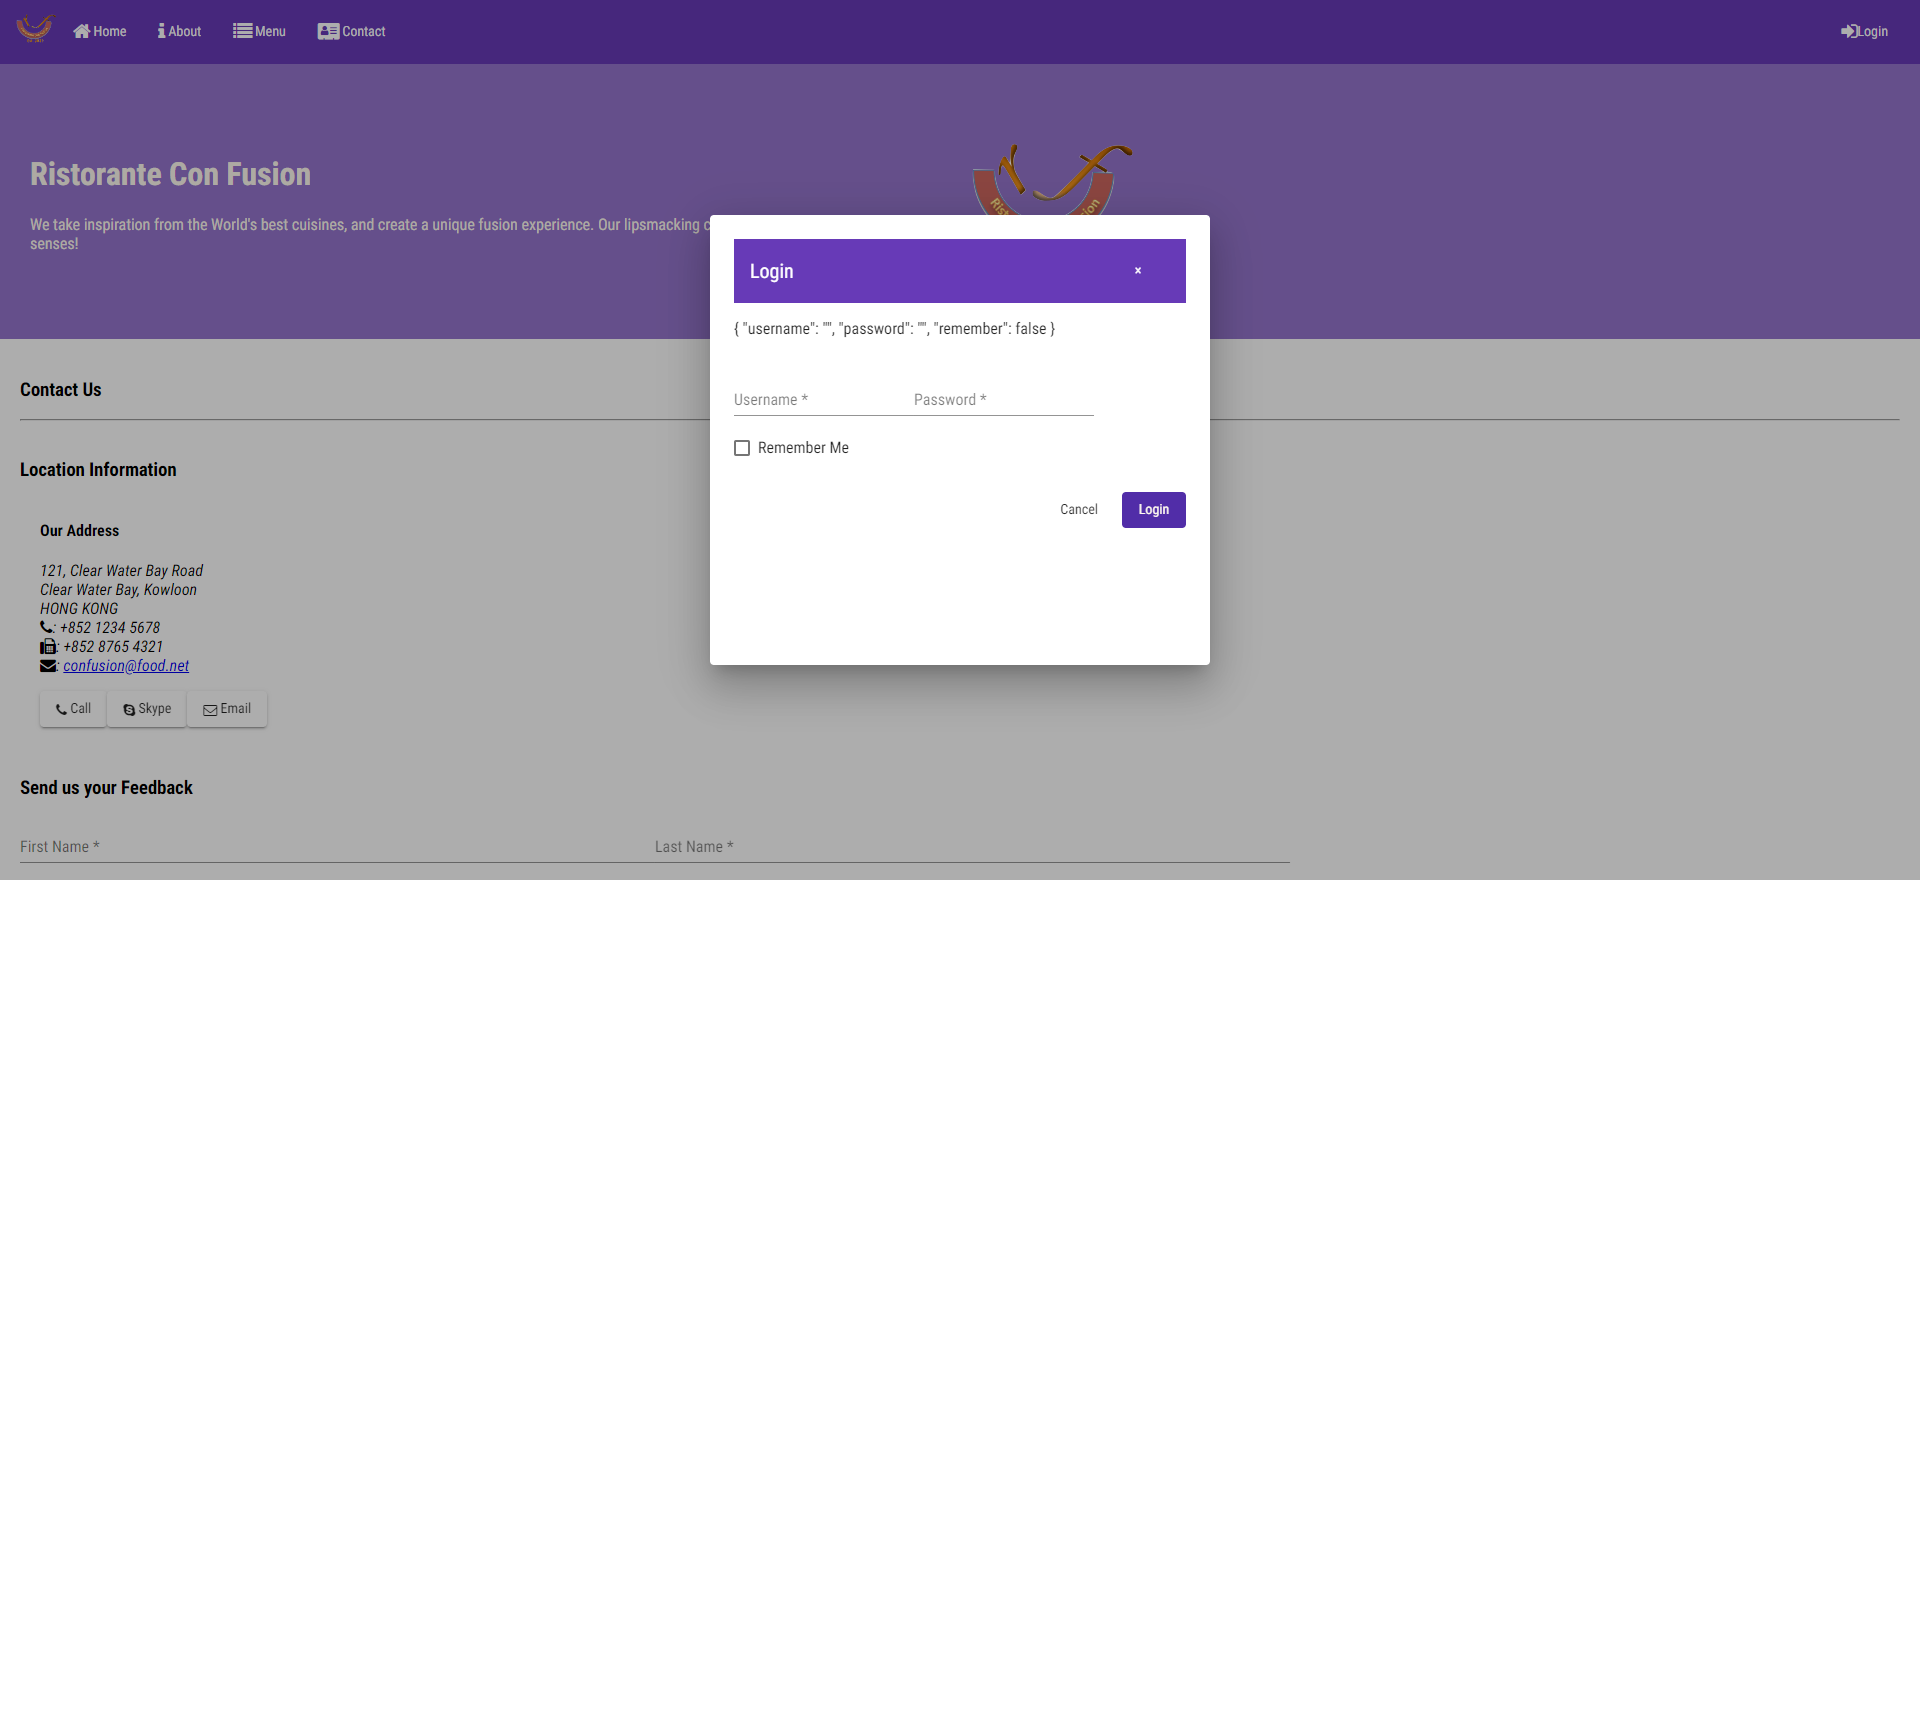 Home About Menu Contact Login
Ristorante Con Fusion
We take inspiration from the World's best cuisines, and create a unique fusion experience. Our lipsmacking c
senses!
Login ×
{ "username": "", "password": "", "remember": false }
Username * Password *
Remember Me
Cancel Login
Contact Us
Location Information
Our Address
121, Clear Water Bay Road
Clear Water Bay, Kowloon
HONG KONG
: +852 1234 5678
: +852 8765 4321
: confusion@food.net
Call Skype Email
Send us your Feedback
First Name * Last Name *